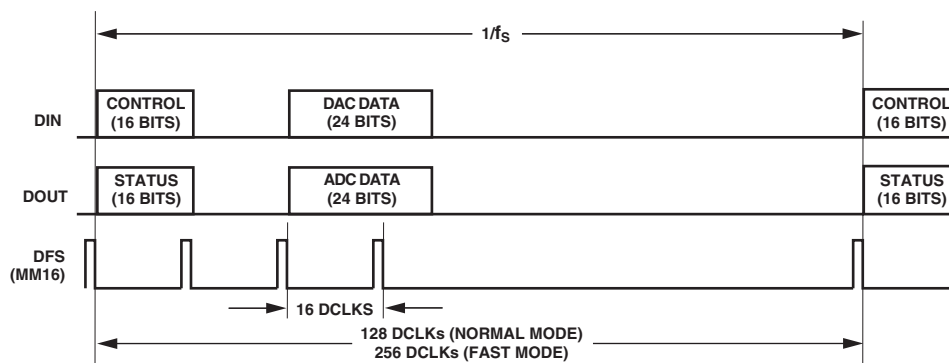 1/fS
DIN
CONTROL
(16 BITS)
DAC DATA
(24 BITS)
CONTROL
(16 BITS)
DOUT
STATUS
(16 BITS)
ADC DATA
(24 BITS)
STATUS
(16 BITS)
DFS
(MM16)
16 DCLKS
128 DCLKs (NORMAL MODE)
256 DCLKs (FAST MODE)